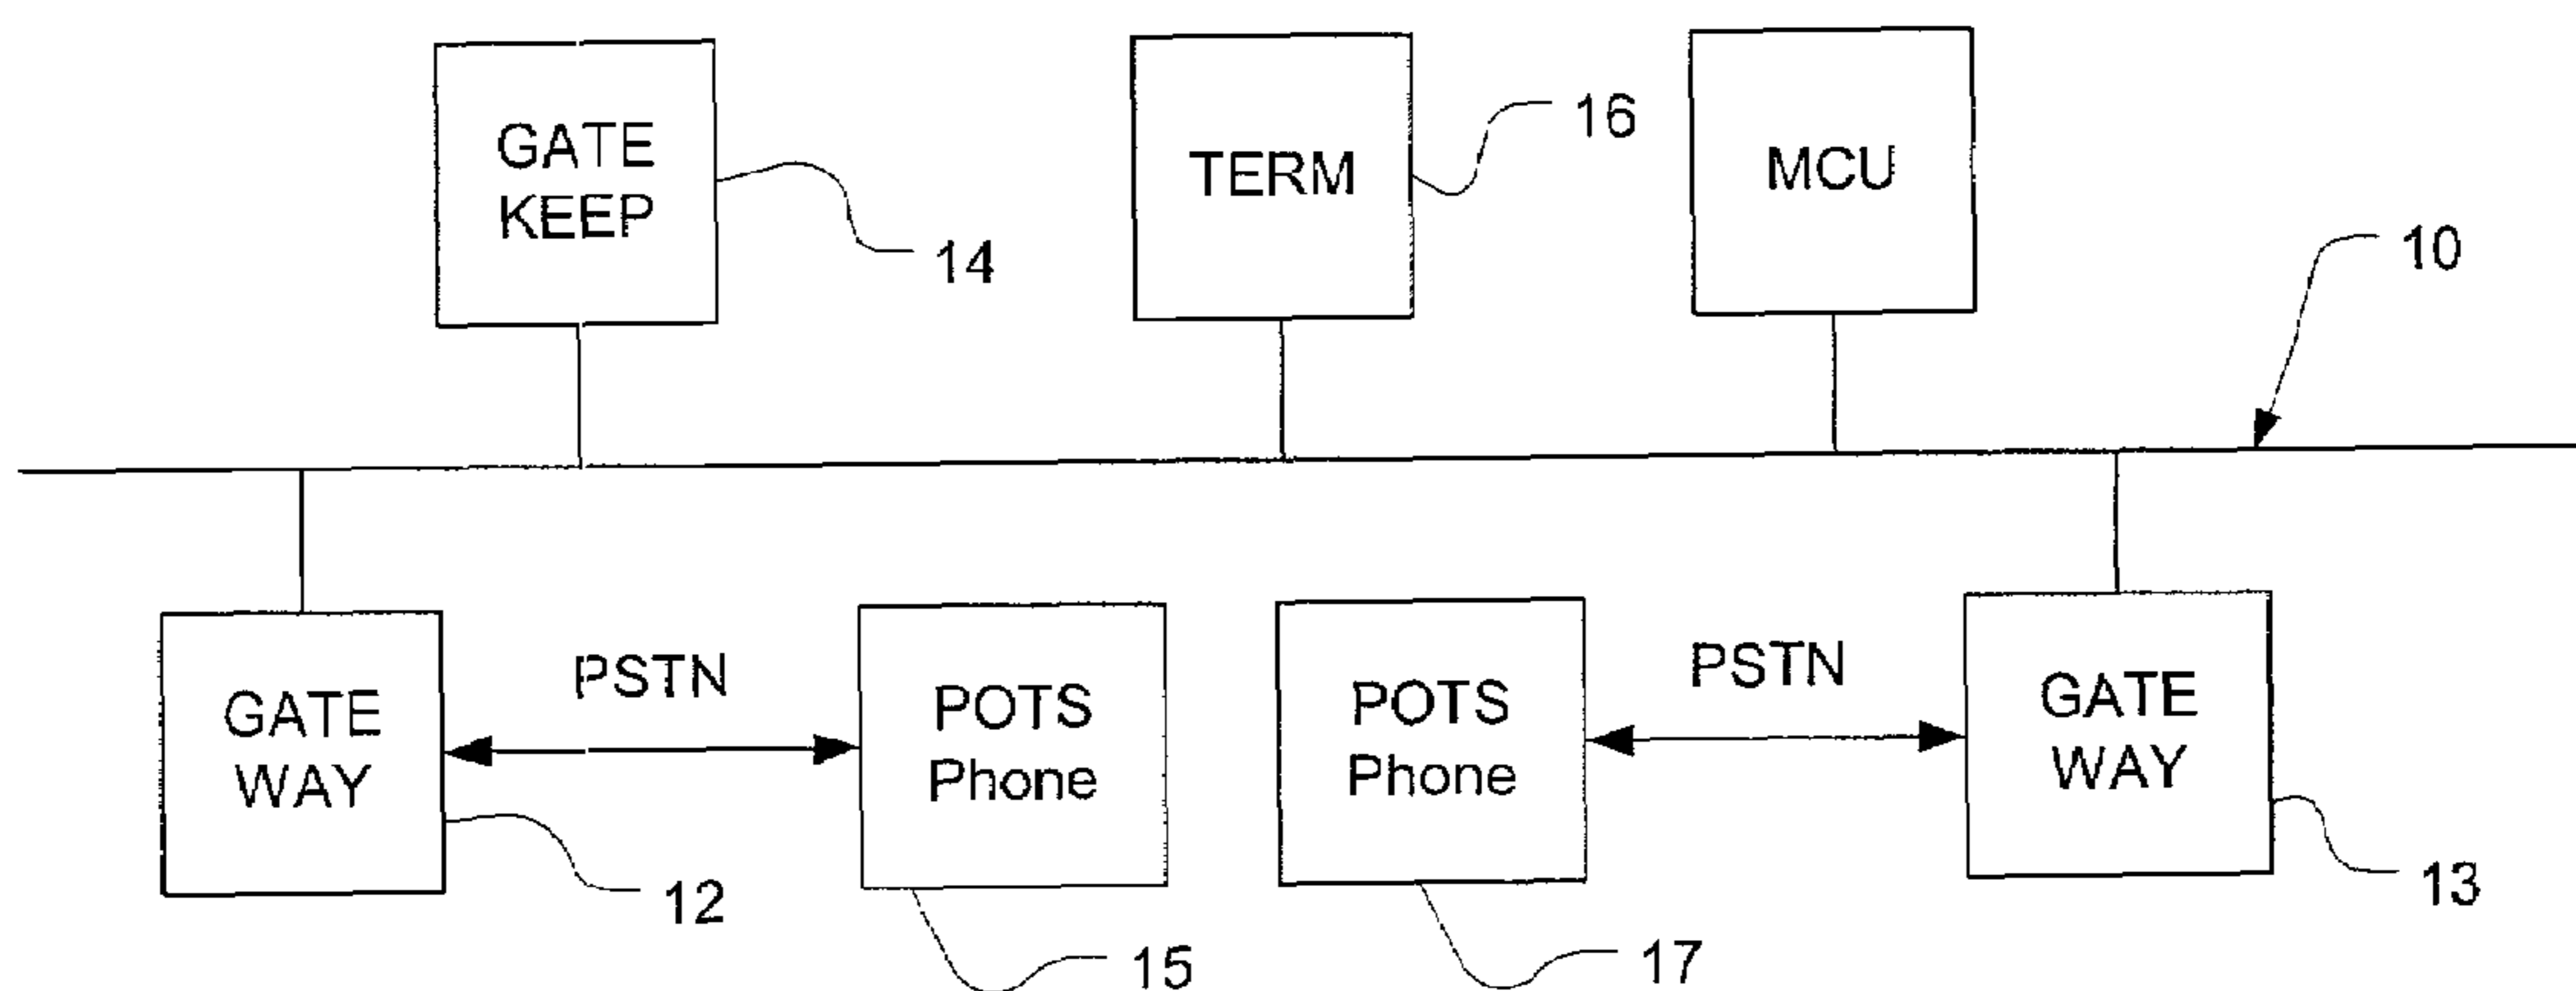 GATE
KEEP
14
TERM
16
MCU
10
GATE
WAY
12
PSTN
POTS
Phone
15
POTS
Phone
17
PSTN
GATE
WAY
13